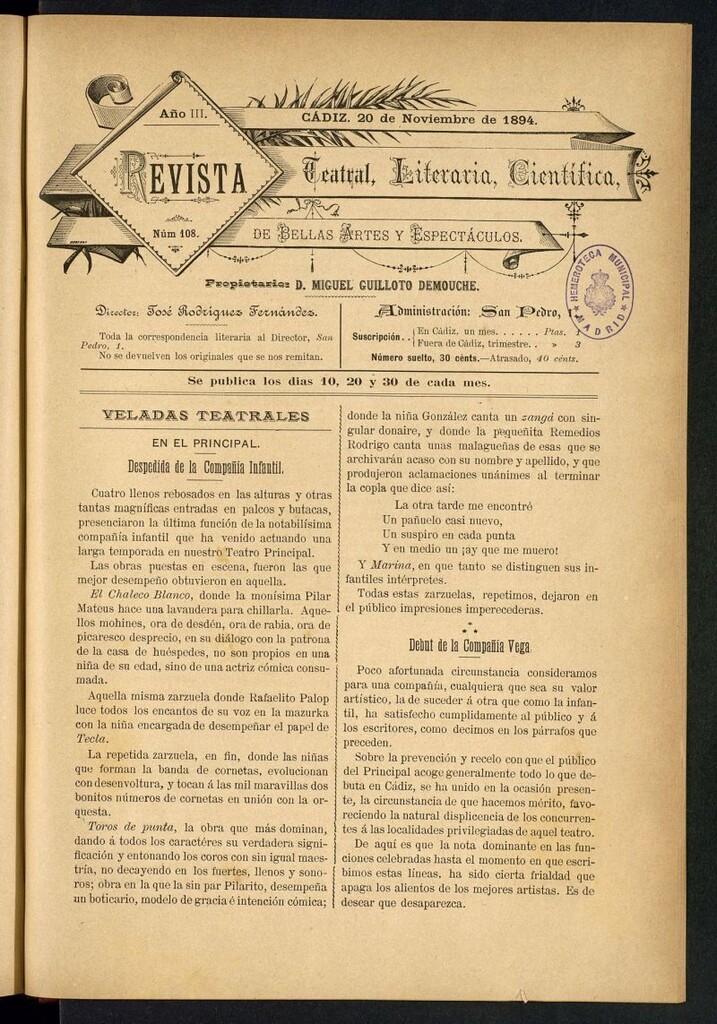 Año III.
CÁDIZ. 20 de Noviembre de 1894.
REVISTA
Teatral, Literaria, Científica,
Núm 108.
DE BELLAS ARTES Y ESPECTÁCULOS.
Propietario: D. MIGUEL GUILLOTO DEMOUCHE.
HEMEROTECA MUNICIPAL
MADRID
Director: José Rodríguez Fernández.
Toda la correspondencia literaria al Director, San
Pedro, 1.
No se devuelven los originales que se nos remitan.
Administración: San Pedro, 1.
Suscripción..
En Cádiz, un mes. . . . . . Ptas. 1
Fuera de Cádiz, trimestre. . » 3
Número suelto, 30 cénts.—Atrasado, 40 cénts.
Se publica los dias 10, 20 y 30 de cada mes.
VELADAS TEATRALES
EN EL PRINCIPAL.
Despedida de la Compañía Infantil.
Cuatro llenos rebosados en las alturas y otras
tantas magníficas entradas en palcos y butacas,
presenciaron la última función de la notabilísima
compañía infantil que ha venido actuando una
larga temporada en nuestro Teatro Principal.
Las obras puestas en escena, fueron las que
mejor desempeño obtuvieron en aquella.
El Chaleco Blanco, donde la monísima Pilar
Mateus hace una lavandera para chillarla. Aque-
llos mohines, ora de desdén, ora de rabia, ora de
picaresco desprecio, en su diálogo con la patrona
de la casa de huéspedes, no son propios en una
niña de su edad, sino de una actriz cómica consu-
mada.
Aquella misma zarzuela donde Rafaelito Palop
luce todos los encantos de su voz en la mazurka
con la niña encargada de desempeñar el papel de
Tecla.
La repetida zarzuela, en fin, donde las niñas
que forman la banda de cornetas, evolucionan
con desenvoltura, y tocan á las mil maravillas dos
bonitos números de cornetas en unión con la or-
questa.
Toros de punta, la obra que más dominan,
dando á todos los caractéres su verdadera signi-
ficación y entonando los coros con sin igual maes-
tría, no decayendo en los fuertes, llenos y sono-
ros; obra en la que la sin par Pilarito, desempeña
un boticario, modelo de gracia é intención cómica;
donde la niña González canta un zangá con sin-
gular donaire, y donde la pequeñita Remedios
Rodrigo canta unas malagueñas de esas que se
archivarán acaso con su nombre y apellido, y que
produjeron aclamaciones unánimes al terminar
la copla que dice así:
La otra tarde me encontré
Un pañuelo casi nuevo,
Un suspiro en cada punta
Y en medio un ¡ay que me muero!
Y Marina, en que tanto se distinguen sus in-
fantiles intérpretes.
Todas estas zarzuelas, repetimos, dejaron en
el público impresiones imperecederas.
Debut de la Compañía Vega.
Poco afortunada circunstancia consideramos
para una compañía, cualquiera que sea su valor
artístico, la de suceder á otra que como la infan-
til, ha satisfecho cumplidamente al público y á
los escritores, como decimos en los párrafos que
preceden.
Sobre la prevención y recelo con que el público
del Principal acoge generalmente todo lo que de-
buta en Cádiz, se ha unido en la ocasión presen-
te, la circunstancia de que hacemos mérito, favo-
reciendo la natural displicencia de los concurren-
tes á las localidades privilegiadas de aquel teatro.
De aquí es que la nota dominante en las fun-
ciones celebradas hasta el momento en que escri-
bimos estas líneas, ha sido cierta frialdad que
apaga los alientos de los mejores artistas. Es de
desear que desaparezca.